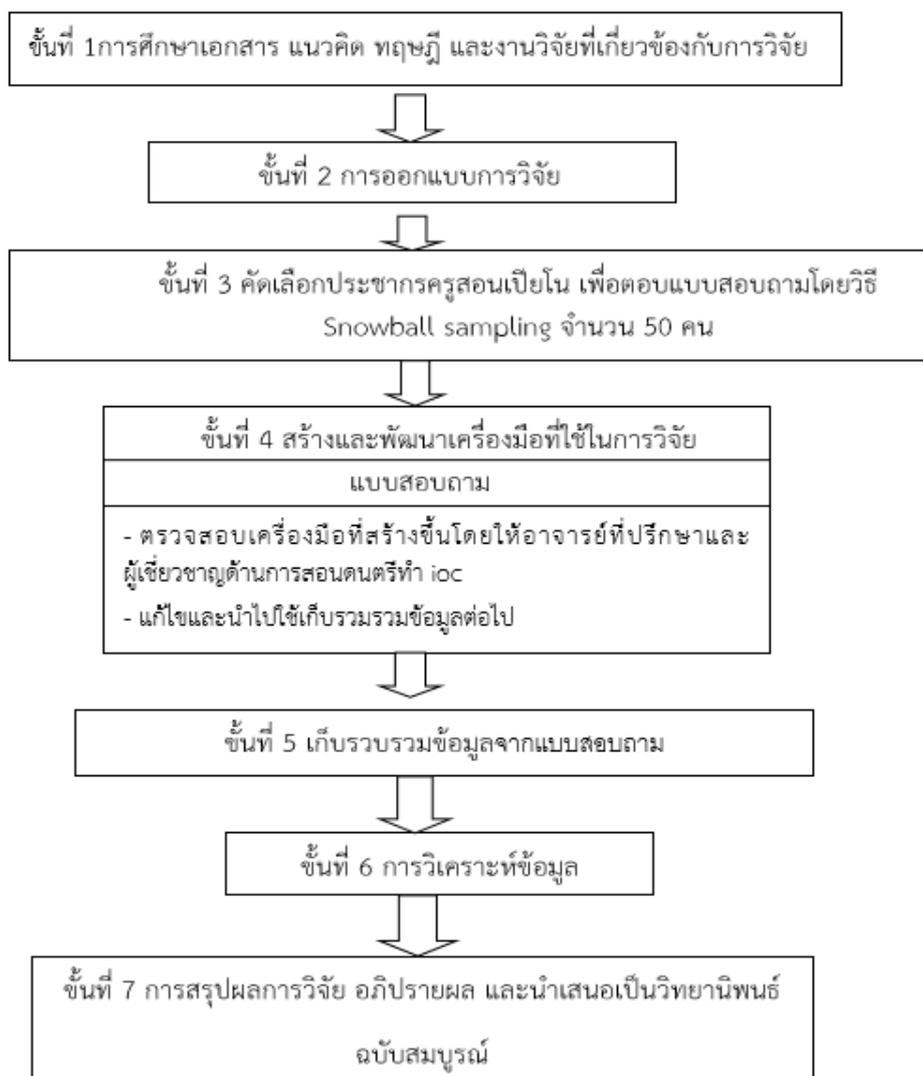 ขั้นที่ 1การศึกษาเอกสาร แนวคิด ทฤษฎี และงานวิจัยที่เกี่ยวข้องกับการวิจัย
ขั้นที่ 2 การออกแบบการวิจัย
ขั้นที่ 3 คัดเลือกประชากรครูสอนเปียโน เพื่อตอบแบบสอบถามโดยวิธี
Snowball sampling จำนวน 50 คน
ขั้นที่ 4 สร้างและพัฒนาเครื่องมือที่ใช้ในการวิจัย
แบบสอบถาม
- ตรวจสอบเครื่องมือที่สร้างขึ้นโดยให้อาจารย์ที่ปรึกษาและ
ผู้เชี่ยวชาญด้านการสอนดนตรีทำ ioc
- แก้ไขและนำไปใช้เก็บรวมรวมข้อมูลต่อไป
ขั้นที่ 5 เก็บรวบรวมข้อมูลจากแบบสอบถาม
ขั้นที่ 6 การวิเคราะห์ข้อมูล
ขั้นที่ 7 การสรุปผลการวิจัย อภิปรายผล และนำเสนอเป็นวิทยานิพนธ์
ฉบับสมบูรณ์